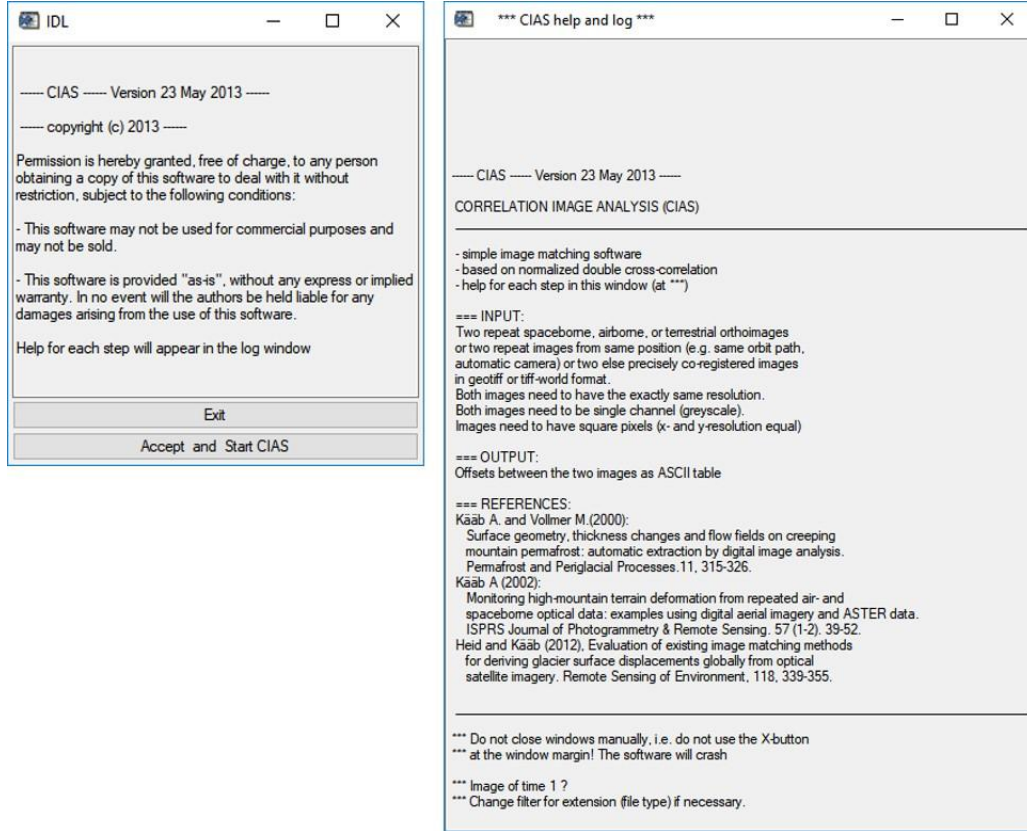 IDL
------ CIAS ------ Version 23 May 2013 ------
------ copyright (c) 2013 ------
Permission is hereby granted, free of charge, to any person
obtaining a copy of this software to deal with it without
restriction, subject to the following conditions:
- This software may not be used for commercial purposes and
may not be sold.
- This software is provided "as-is", without any express or implied
warranty. In no event will the authors be held liable for any
damages arising from the use of this software.
Help for each step will appear in the log window
Exit
Accept and Start CIAS
*** CIAS help and log ***
------ CIAS ------ Version 23 May 2013 ------
CORRELATION IMAGE ANALYSIS (CIAS)
- simple image matching software
- based on normalized double cross-correlation
- help for each step in this window (at ***)
=== INPUT:
Two repeat spaceborne, airborne, or terrestrial orthoimages
or two repeat images from same position (e.g. same orbit path,
automatic camera) or two else precisely co-registered images
in geotiff or tiff-world format.
Both images need to have the exactly same resolution.
Both images need to be single channel (greyscale).
Images need to have square pixels (x- and y-resolution equal)
=== OUTPUT:
Offsets between the two images as ASCII table
=== REFERENCES:
Kääb A. and Vollmer M.(2000):
Surface geometry, thickness changes and flow fields on creeping
mountain permafrost: automatic extraction by digital image analysis.
Permafrost and Periglacial Processes.11, 315-326.
Kääb A (2002):
Monitoring high-mountain terrain deformation from repeated air- and
spaceborne optical data: examples using digital aerial imagery and ASTER data.
ISPRS Journal of Photogrammetry & Remote Sensing. 57 (1-2). 39-52.
Heid and Kääb (2012), Evaluation of existing image matching methods
for deriving glacier surface displacements globally from optical
satellite imagery. Remote Sensing of Environment, 118, 339-355.
*** Do not close windows manually, i.e. do not use the X-button
*** at the window margin! The software will crash
*** Image of time 1 ?
*** Change filter for extension (file type) if necessary.